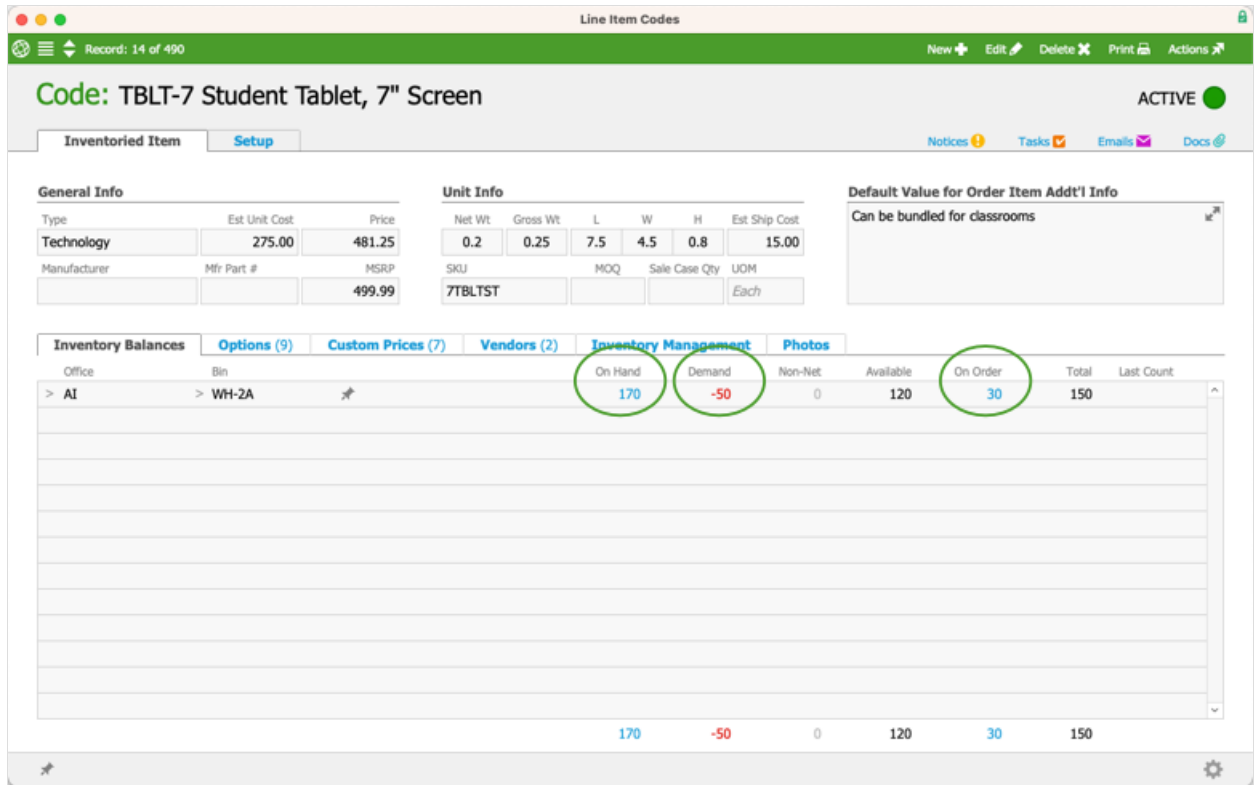 Line Item Codes
Record: 14 of 490 New Edit Delete Print Actions
Code: TBLT-7 Student Tablet, 7" Screen ACTIVE
Inventoried Item Setup Notices Tasks Emails Docs
General Info Unit Info Default Value for Order Item Addt'l Info
Type Est Unit Cost Price Net Wt Gross Wt L W H Est Ship Cost Can be bundled for classrooms
Technology 275.00 481.25 0.2 0.25 7.5 4.5 0.8 15.00
Manufacturer Mfr Part # MSRP SKU MOQ Sale Case Qty UOM
499.99 7TBLTST Each
Inventory Balances Options (9) Custom Prices (7) Vendors (2) Inventory Management Photos
Office Bin On Hand Demand Non-Net Available On Order Total Last Count
> AI > WH-2A 170 -50 0 120 30 150
170 -50 0 120 30 150